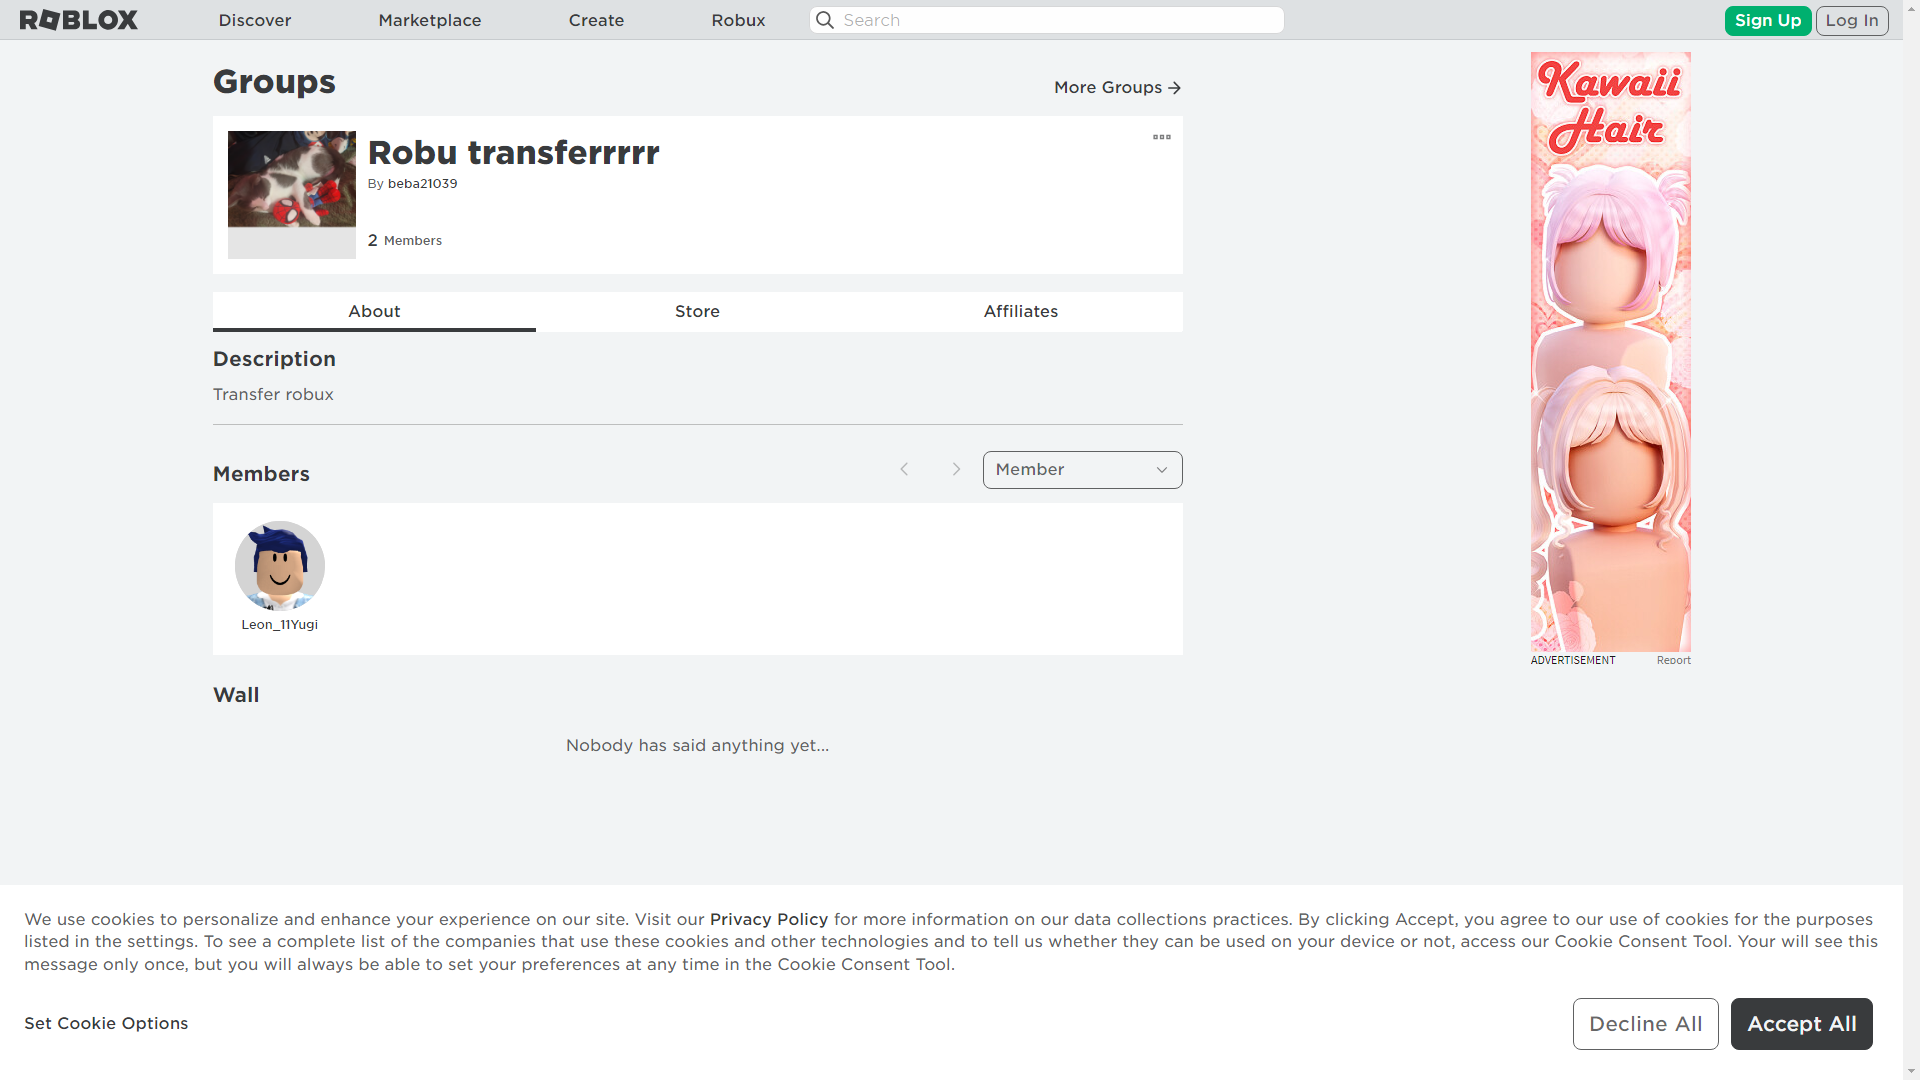 ROBLOX
Discover
Marketplace
Create
Robux
Search
Sign Up
Log In
Groups
More Groups
Robu transferrrrr
By beba21039
2 Members
About
Store
Affiliates
Description
Transfer robux
Members
Member
Leon_11Yugi
Wall
Nobody has said anything yet...
Kawaii
Hair
ADVERTISEMENT
Report
We use cookies to personalize and enhance your experience on our site. Visit our Privacy Policy for more information on our data collections practices. By clicking Accept, you agree to our use of cookies for the purposes
listed in the settings. To see a complete list of the companies that use these cookies and other technologies and to tell us whether they can be used on your device or not, access our Cookie Consent Tool. Your will see this
message only once, but you will always be able to set your preferences at any time in the Cookie Consent Tool.
Set Cookie Options
Decline All
Accept All